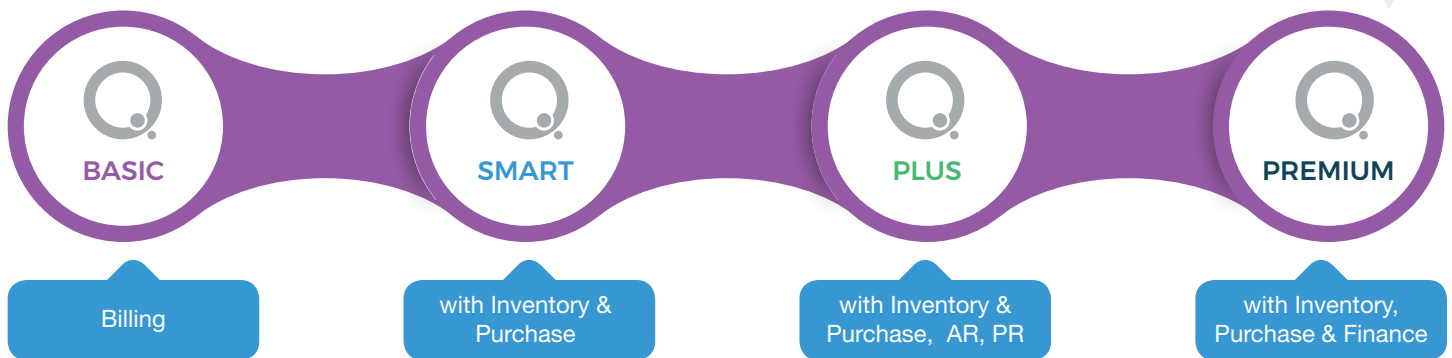 BASIC
SMART
PLUS
PREMIUM
Billing
with Inventory &
Purchase
with Inventory &
Purchase, AR, PR
with Inventory,
Purchase & Finance